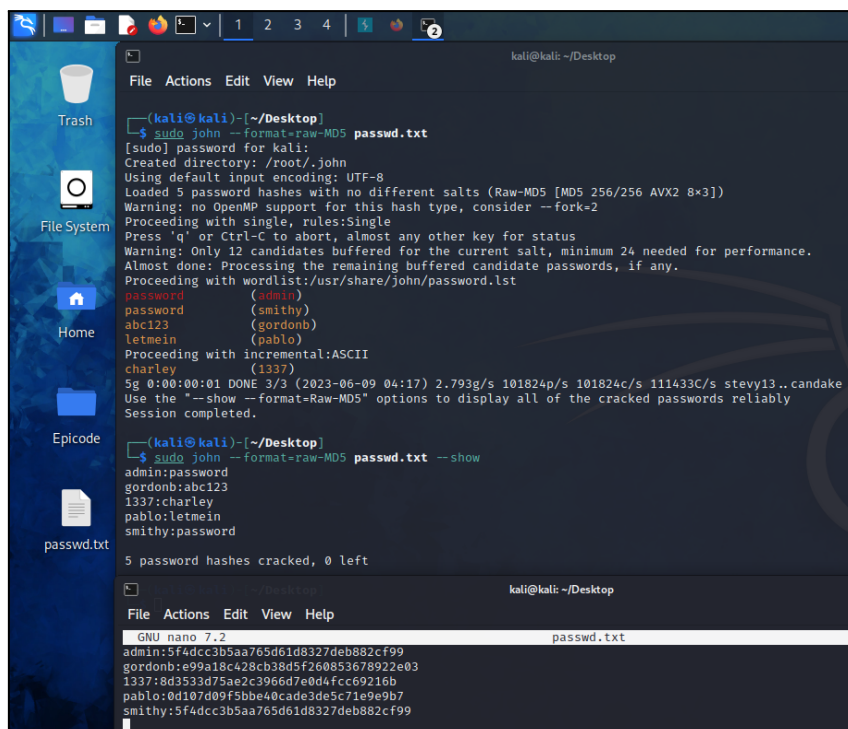 1 2 3 4 2
Trash
File System
Home
Epicode
passwd.txt
kali@kali: ~/Desktop
File Actions Edit View Help
(kali㉿kali)-[~/Desktop]
$ sudo john --format=raw-MD5 passwd.txt
[sudo] password for kali:
Created directory: /root/.john
Using default input encoding: UTF-8
Loaded 5 password hashes with no different salts (Raw-MD5 [MD5 256/256 AVX2 8×3])
Warning: no OpenMP support for this hash type, consider --fork=2
Proceeding with single, rules:Single
Press 'q' or Ctrl-C to abort, almost any other key for status
Warning: Only 12 candidates buffered for the current salt, minimum 24 needed for performance.
Almost done: Processing the remaining buffered candidate passwords, if any.
Proceeding with wordlist:/usr/share/john/password.lst
password (admin)
password (smithy)
abc123 (gordonb)
letmein (pablo)
Proceeding with incremental:ASCII
charley (1337)
5g 0:00:00:01 DONE 3/3 (2023-06-09 04:17) 2.793g/s 101824p/s 101824c/s 111433C/s stevy13..candake
Use the "--show --format=Raw-MD5" options to display all of the cracked passwords reliably
Session completed.
(kali㉿kali)-[~/Desktop]
$ sudo john --format=raw-MD5 passwd.txt --show
admin:password
gordonb:abc123
1337:charley
pablo:letmein
smithy:password
5 password hashes cracked, 0 left
kali@kali: ~/Desktop
File Actions Edit View Help
GNU nano 7.2 passwd.txt
admin:5f4dcc3b5aa765d61d8327deb882cf99
gordonb:e99a18c428cb38d5f260853678922e03
1337:8d3533d75ae2c3966d7e0d4fcc69216b
pablo:0d107d09f5bbe40cade3de5c71e9e9b7
smithy:5f4dcc3b5aa765d61d8327deb882cf99